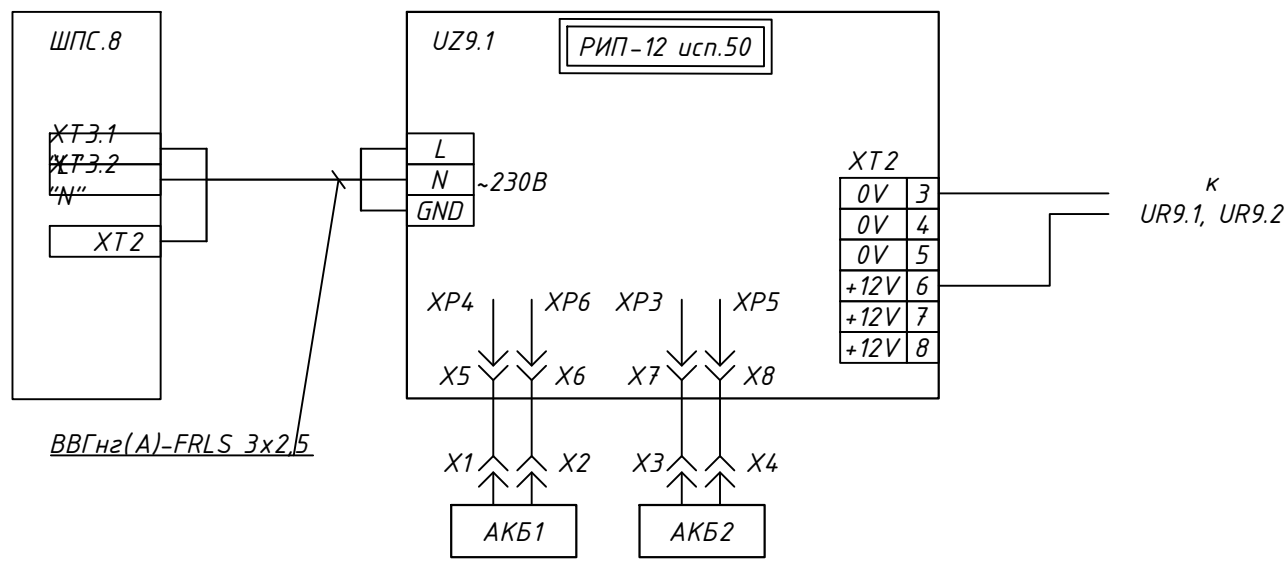 ШПС.8
UZ9.1
РИП-12 исп.50
XT3.1
"L"
XT3.2
"N"
XT2
L
N
GND
~230В
XT2
0V 3
0V 4
0V 5
+12V 6
+12V 7
+12V 8
к
UR9.1, UR9.2
XP4 XP6 XP3 XP5
X5 X6 X7 X8
ВВГнг(А)-FRLS 3x2,5
X1 X2 X3 X4
АКБ1
АКБ2